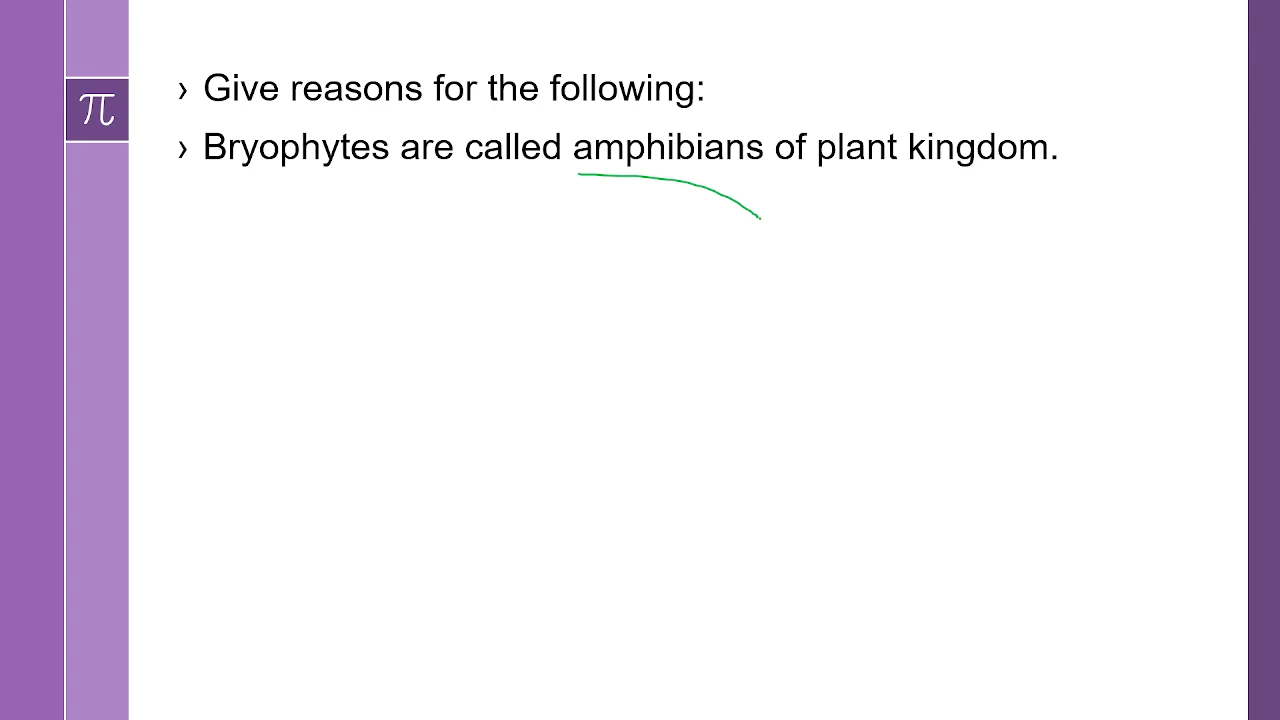 π
› Give reasons for the following:
› Bryophytes are called amphibians of plant kingdom.